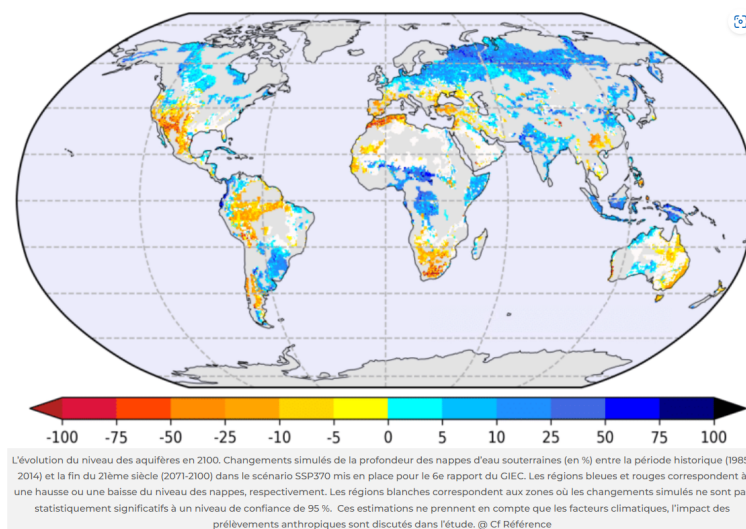 -100 -75 -50 -25 -10 -5 0 5 10 25 50 75 100
L'évolution du niveau des aquifères en 2100. Changements simulés de la profondeur des nappes d'eau souterraines (en %) entre la période historique (1985
2014) et la fin du 21ème siècle (2071-2100) dans le scénario SSP370 mis en place pour le 6e rapport du GIEC. Les régions bleues et rouges correspondent à
une hausse ou une baisse du niveau des nappes, respectivement. Les régions blanches correspondent aux zones où les changements simulés ne sont pa
statistiquement significatifs à un niveau de confiance de 95 %. Ces estimations ne prennent en compte que les facteurs climatiques, l'impact des
prélèvements anthropiques sont discutés dans l'étude. @ Cf Référence